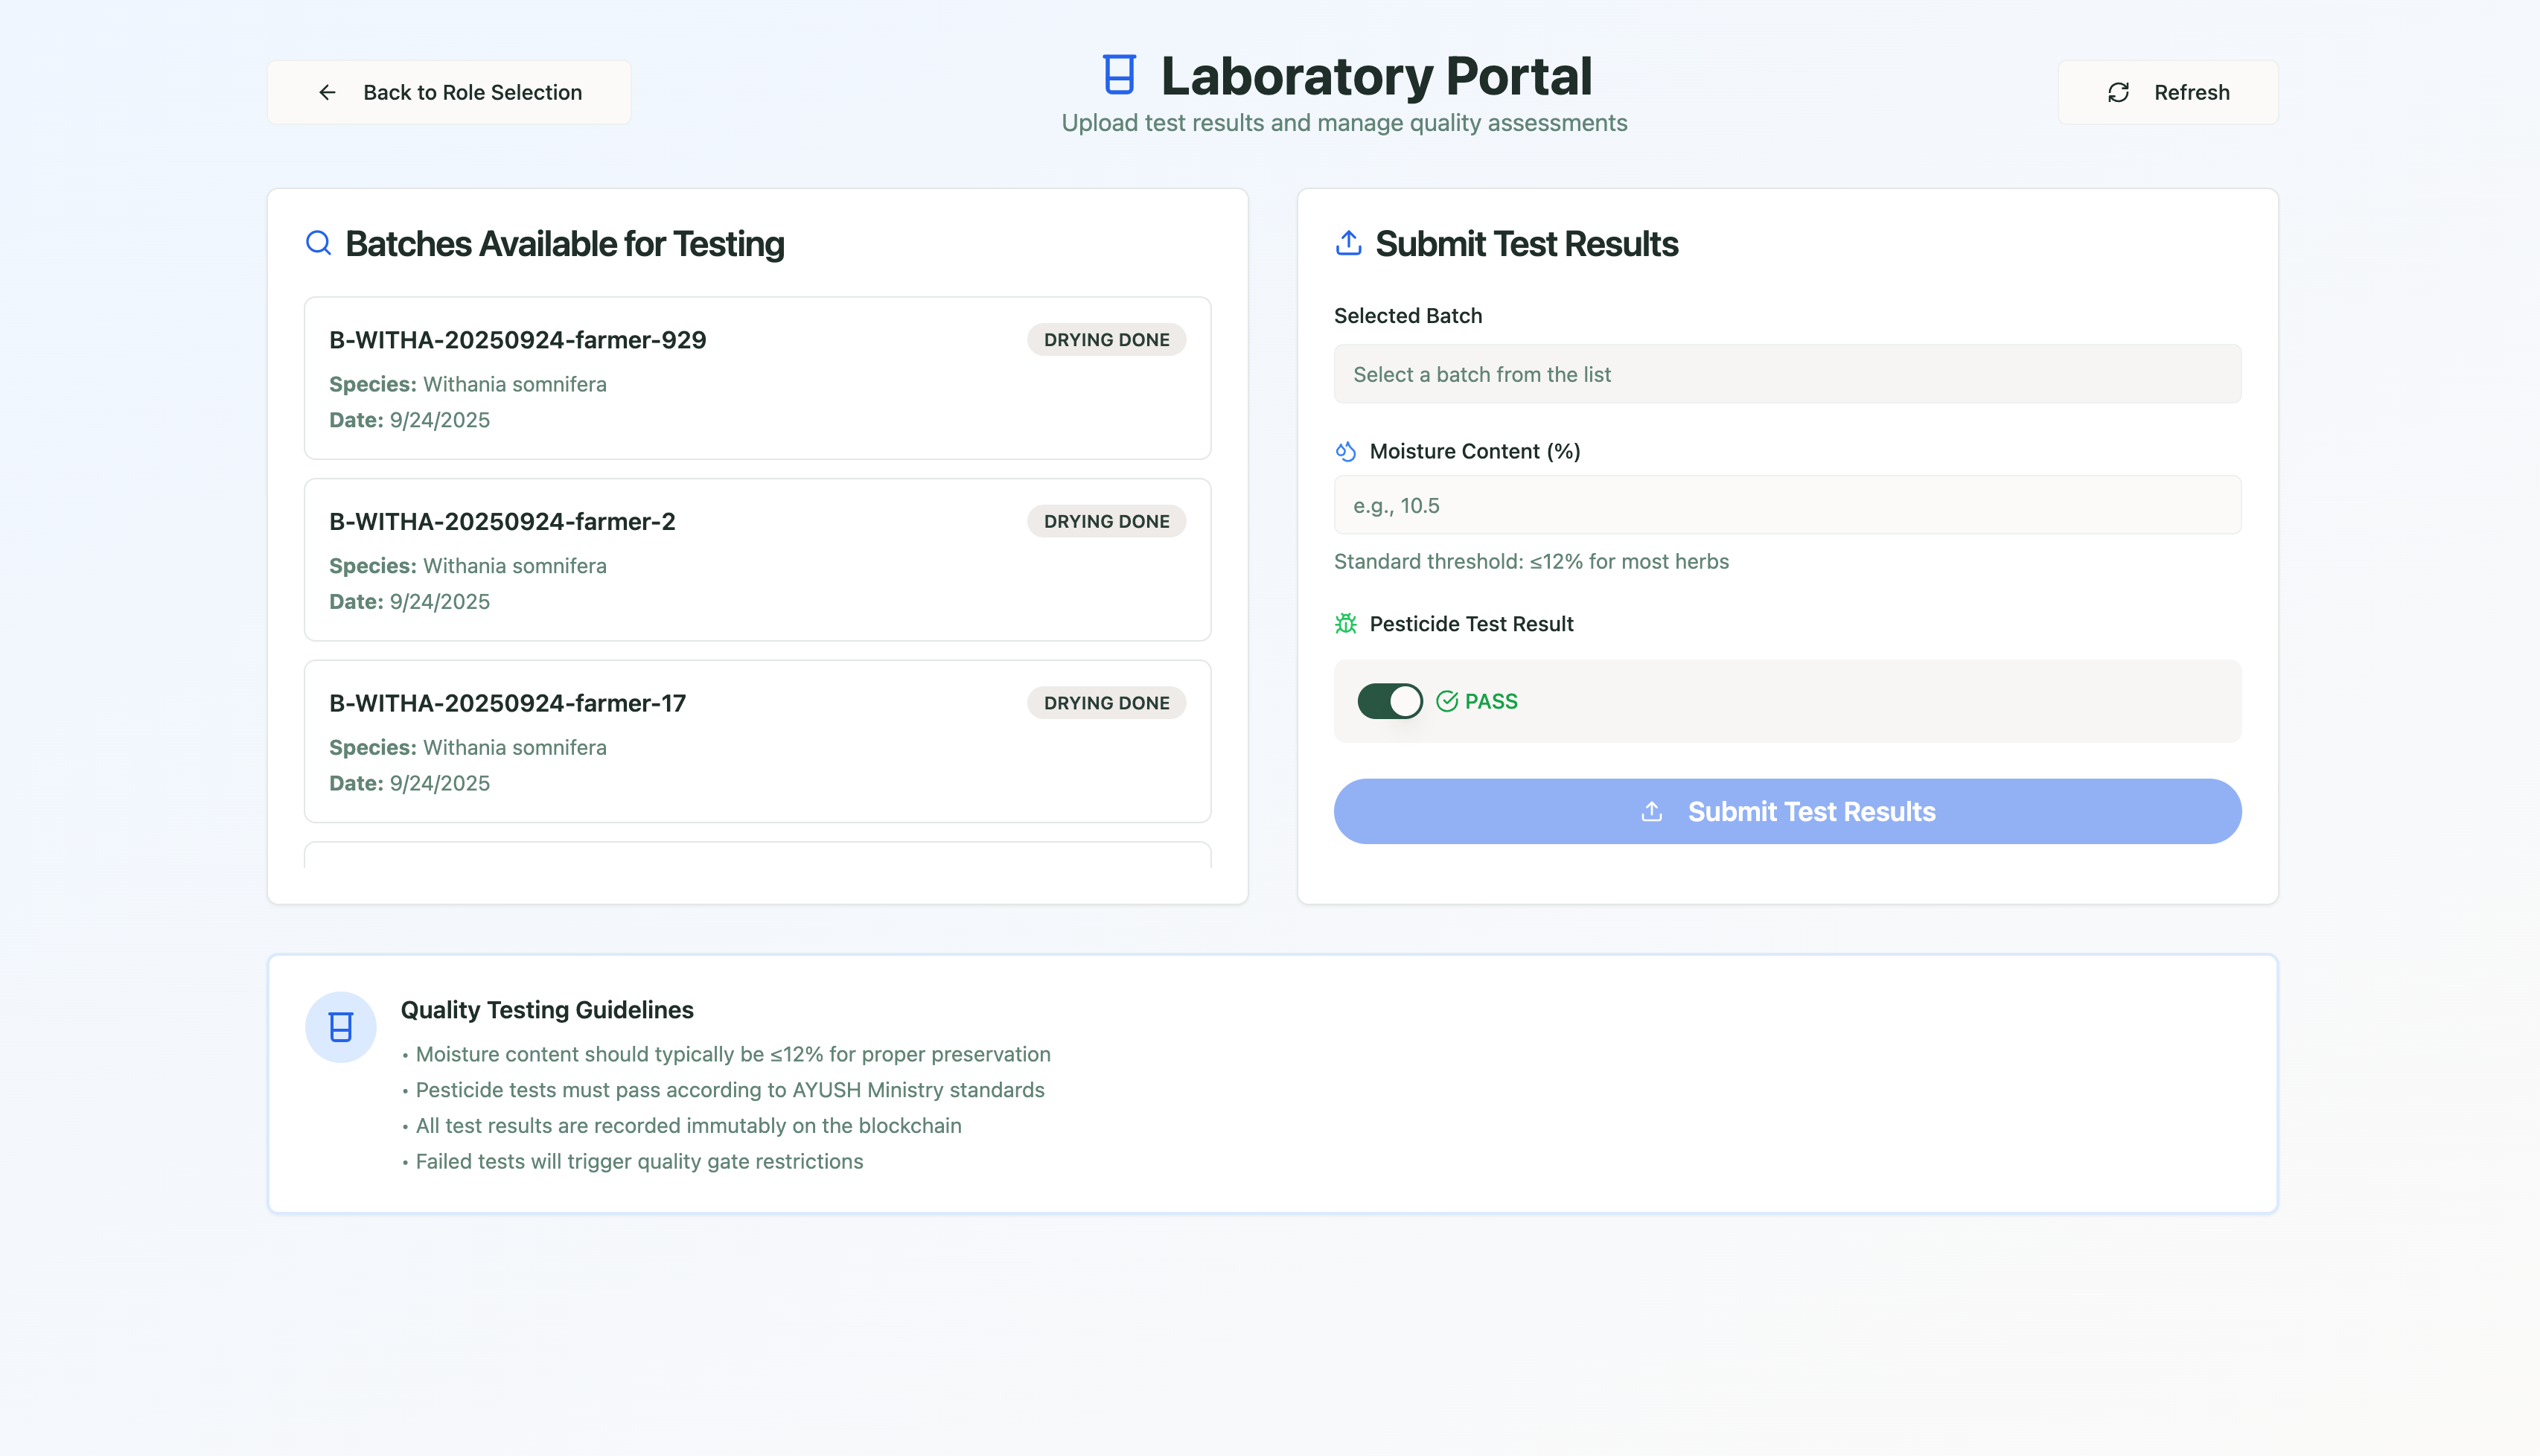 Back to Role Selection
Laboratory Portal
Upload test results and manage quality assessments
Refresh
Batches Available for Testing
B-WITHA-20250924-farmer-929
DRYING DONE
Species: Withania somnifera
Date: 9/24/2025
B-WITHA-20250924-farmer-2
DRYING DONE
Species: Withania somnifera
Date: 9/24/2025
B-WITHA-20250924-farmer-17
DRYING DONE
Species: Withania somnifera
Date: 9/24/2025
Submit Test Results
Selected Batch
Select a batch from the list
Moisture Content (%)
e.g., 10.5
Standard threshold: ≤12% for most herbs
Pesticide Test Result
PASS
Submit Test Results
Quality Testing Guidelines
• Moisture content should typically be ≤12% for proper preservation
• Pesticide tests must pass according to AYUSH Ministry standards
• All test results are recorded immutably on the blockchain
• Failed tests will trigger quality gate restrictions